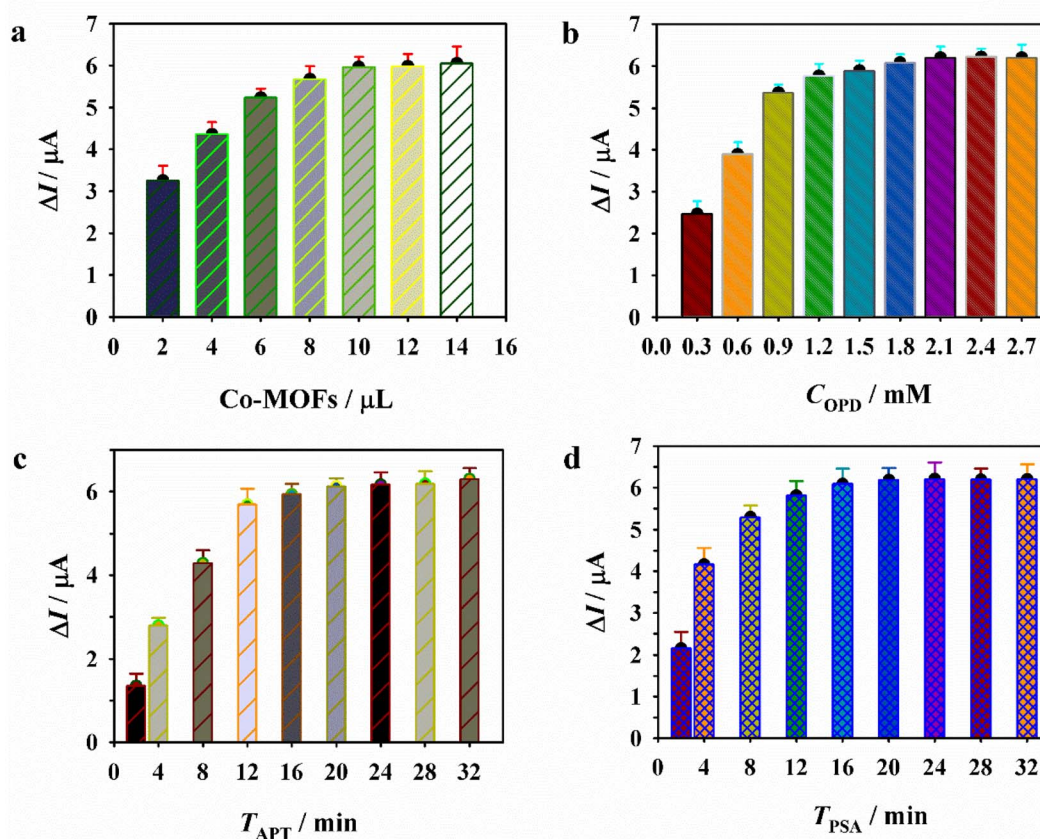 a
7
6
5
4
3
2
1
0
ΔI / μA
0 2 4 6 8 10 12 14 16
Co-MOFs / μL
b
7
6
5
4
3
2
1
0
ΔI / μA
0.0 0.3 0.6 0.9 1.2 1.5 1.8 2.1 2.4 2.7
C_OPD / mM
c
6
4
2
0
ΔI / μA
0 4 8 12 16 20 24 28 32
T_APT / min
d
7
6
5
4
3
2
1
0
ΔI / μA
0 4 8 12 16 20 24 28 32
T_PSA / min